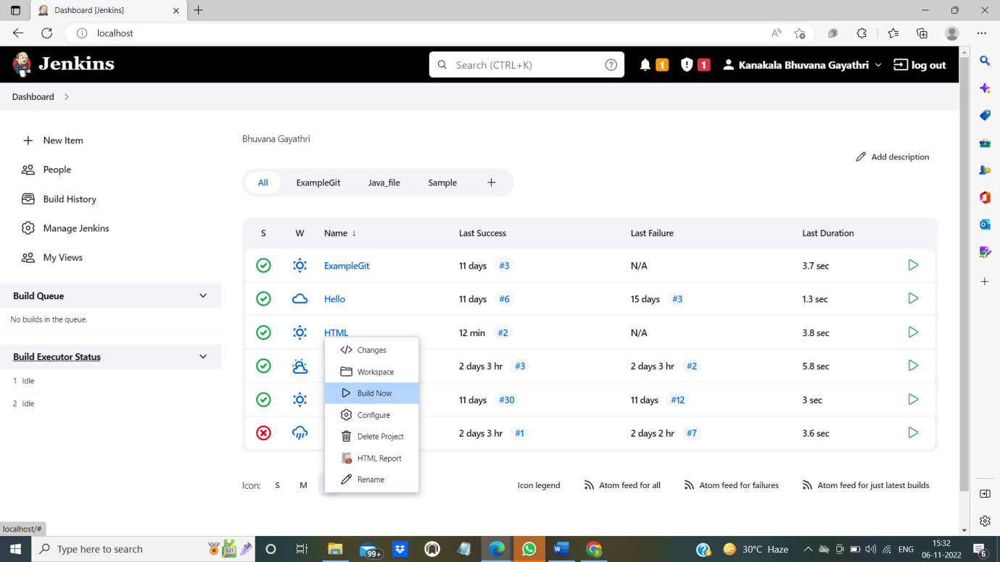 Dashboard [Jenkins]
localhost
Jenkins
Search (CTRL+K)
1
1
Kanakala Bhuvana Gayathri
log out
Dashboard
New Item
People
Build History
Manage Jenkins
My Views
Build Queue
No builds in the queue.
Build Executor Status
1 Idle
2 Idle
Bhuvana Gayathri
Add description
All ExampleGit Java_file Sample +
S W Name ↓ Last Success Last Failure Last Duration
ExampleGit 11 days #3 N/A 3.7 sec
Hello 11 days #6 15 days #3 1.3 sec
HTML 12 min #2 N/A 3.8 sec
2 days 3 hr #3 2 days 3 hr #2 5.8 sec
11 days #30 11 days #12 3 sec
2 days 3 hr #1 2 days 2 hr #7 3.6 sec
Changes
Workspace
Build Now
Configure
Delete Project
HTML Report
Rename
Icon: S M
Icon legend Atom feed for all Atom feed for failures Atom feed for just latest builds
localhost/#
Type here to search
99+
30°C Haze
ENG
15:32
06-11-2022
6